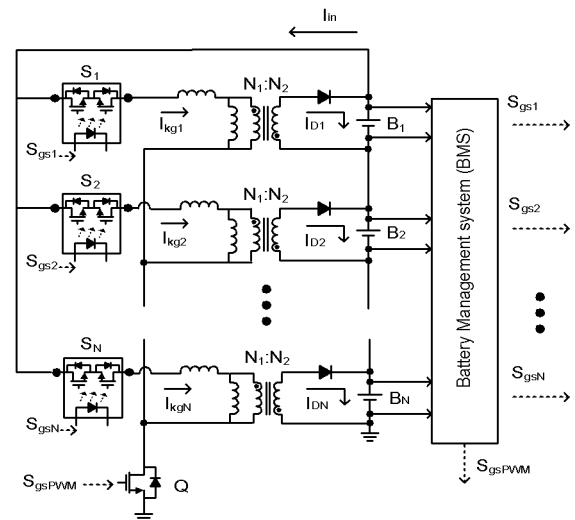 Iin
S1
N1:N2
Ikg1
ID1
B1
Sgs1
Sgs1
S2
N1:N2
Ikg2
ID2
B2
Sgs2
Sgs2
Battery Management system (BMS)
SN
N1:N2
IkgN
IDN
BN
SgsN
SgsN
SgsPWM
Q
SgsPWM